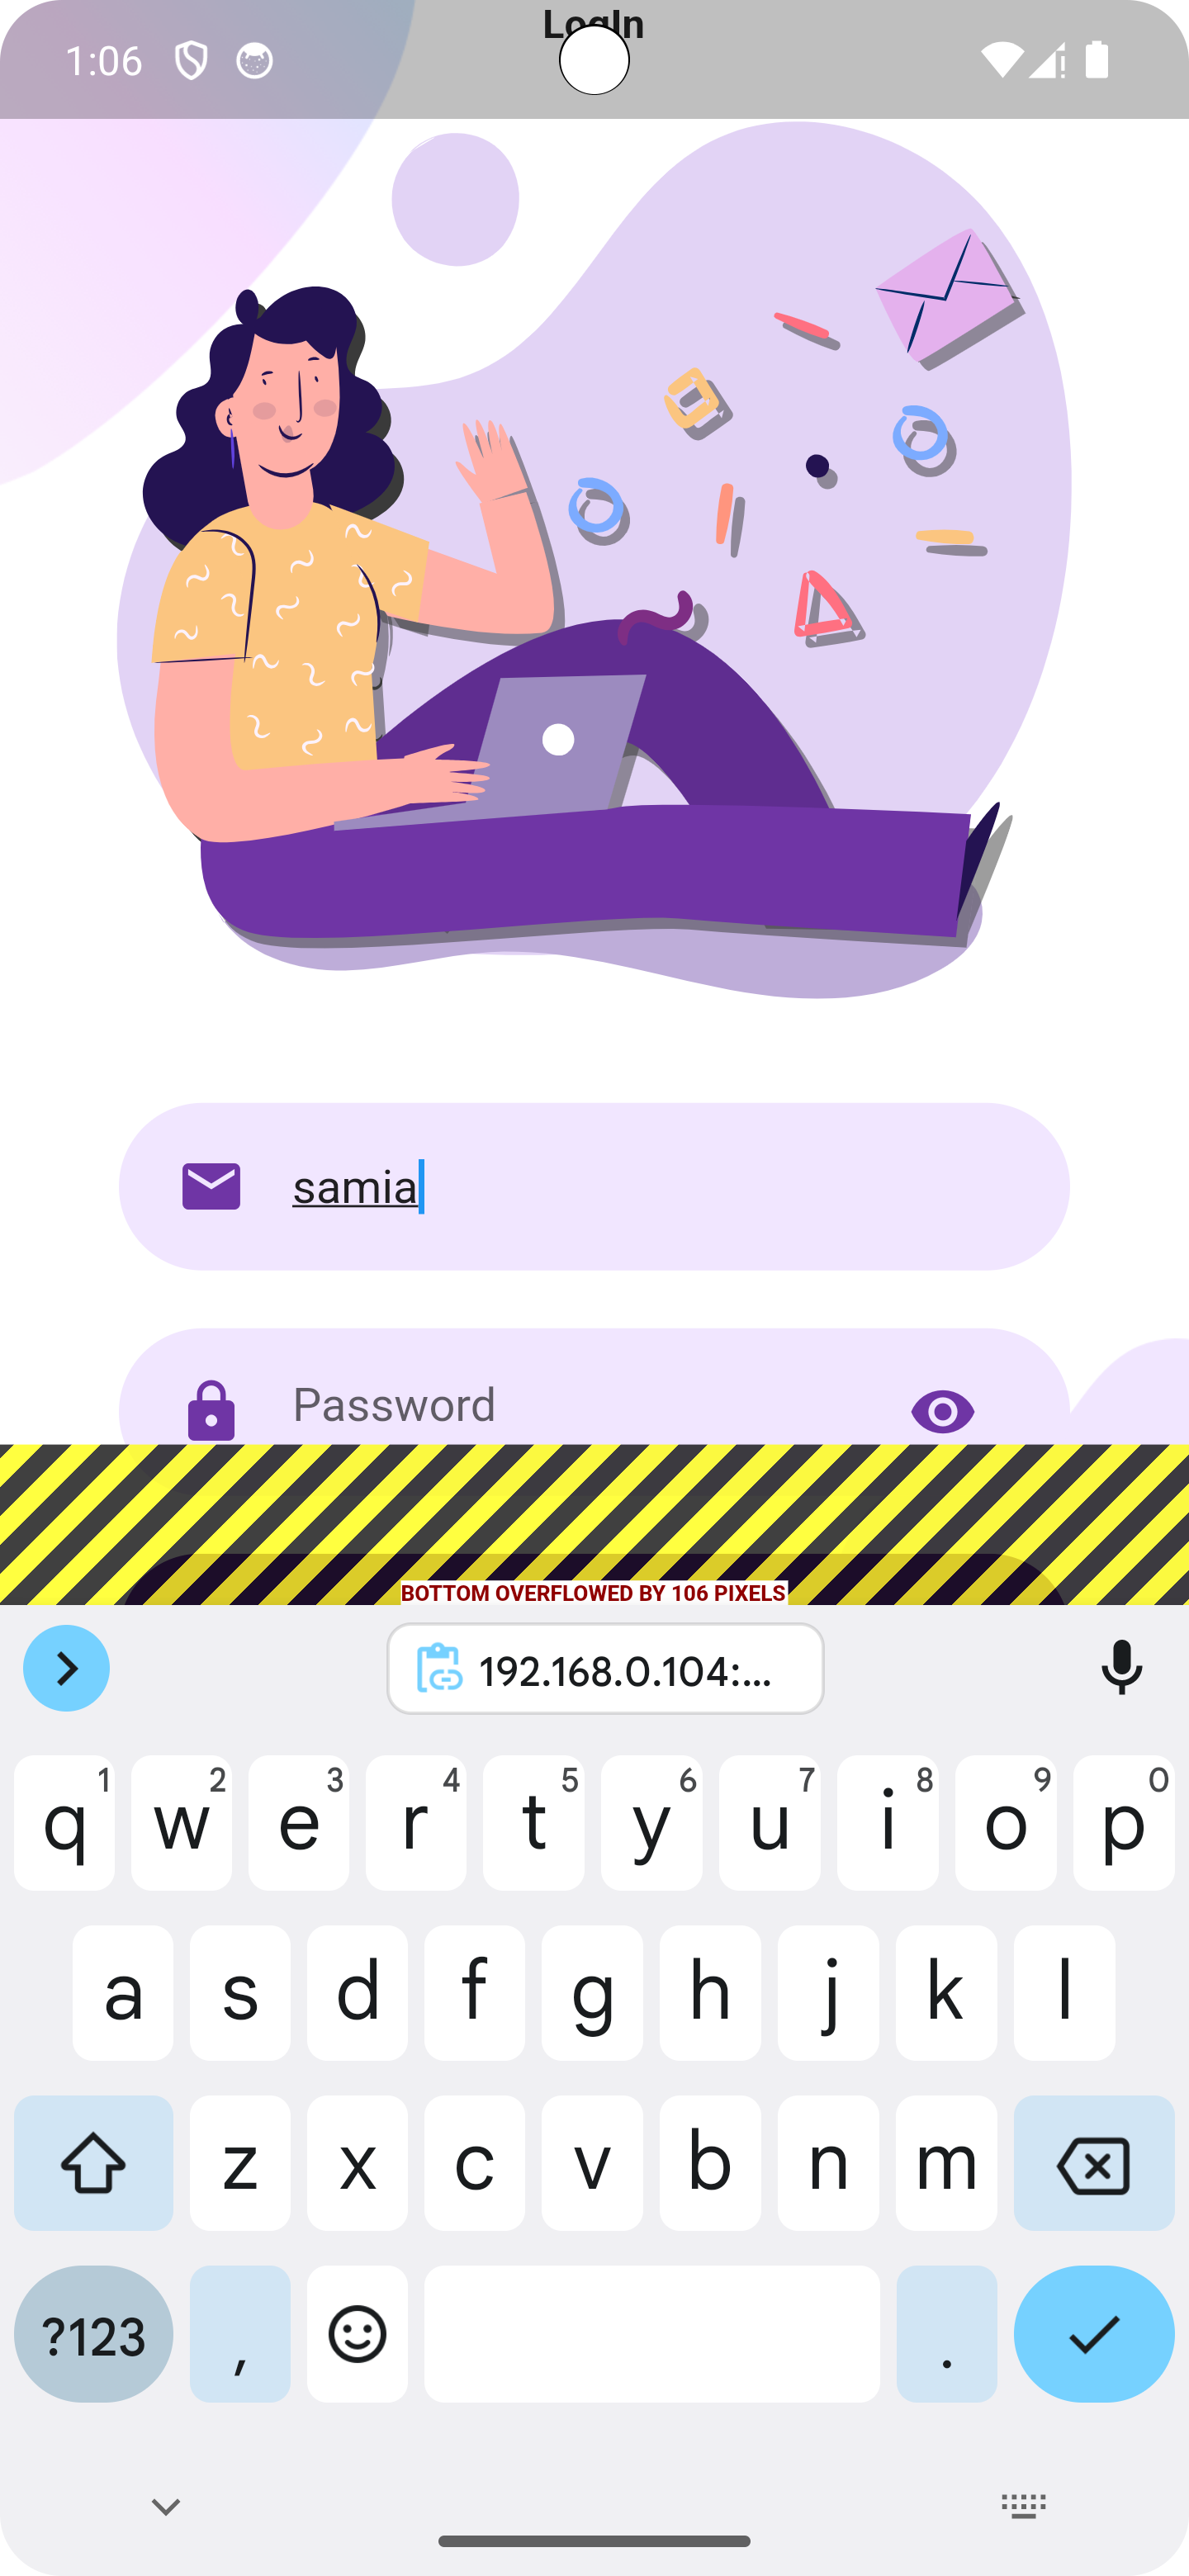 LogIn
1:06
samia
Password
BOTTOM OVERFLOWED BY 106 PIXELS
192.168.0.104:...
1 2 3 4 5 6 7 8 9 0
q w e r t y u i o p
a s d f g h j k l
z x c v b n m
?123 , .